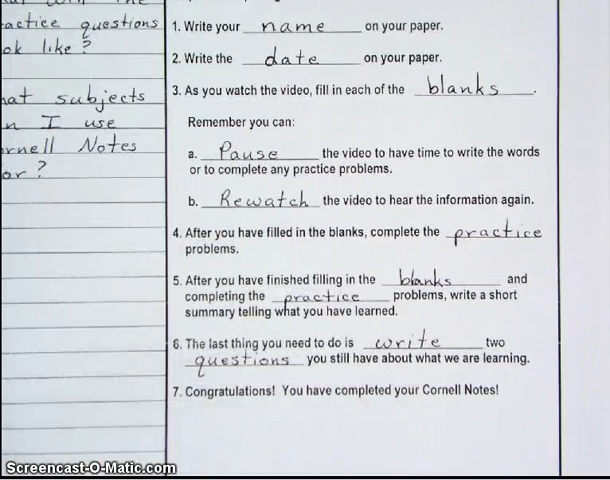 actice questions
ok like?
at subjects
n I use
rnell Notes
or?
1. Write your name on your paper.
2. Write the date on your paper.
3. As you watch the video, fill in each of the blanks.
Remember you can:
a. Pause the video to have time to write the words
or to complete any practice problems.
b. Rewatch the video to hear the information again.
4. After you have filled in the blanks, complete the practice
problems.
5. After you have finished filling in the blanks and
completing the practice problems, write a short
summary telling what you have learned.
6. The last thing you need to do is write two
questions you still have about what we are learning.
7. Congratulations! You have completed your Cornell Notes!
Screencast-O-Matic.com